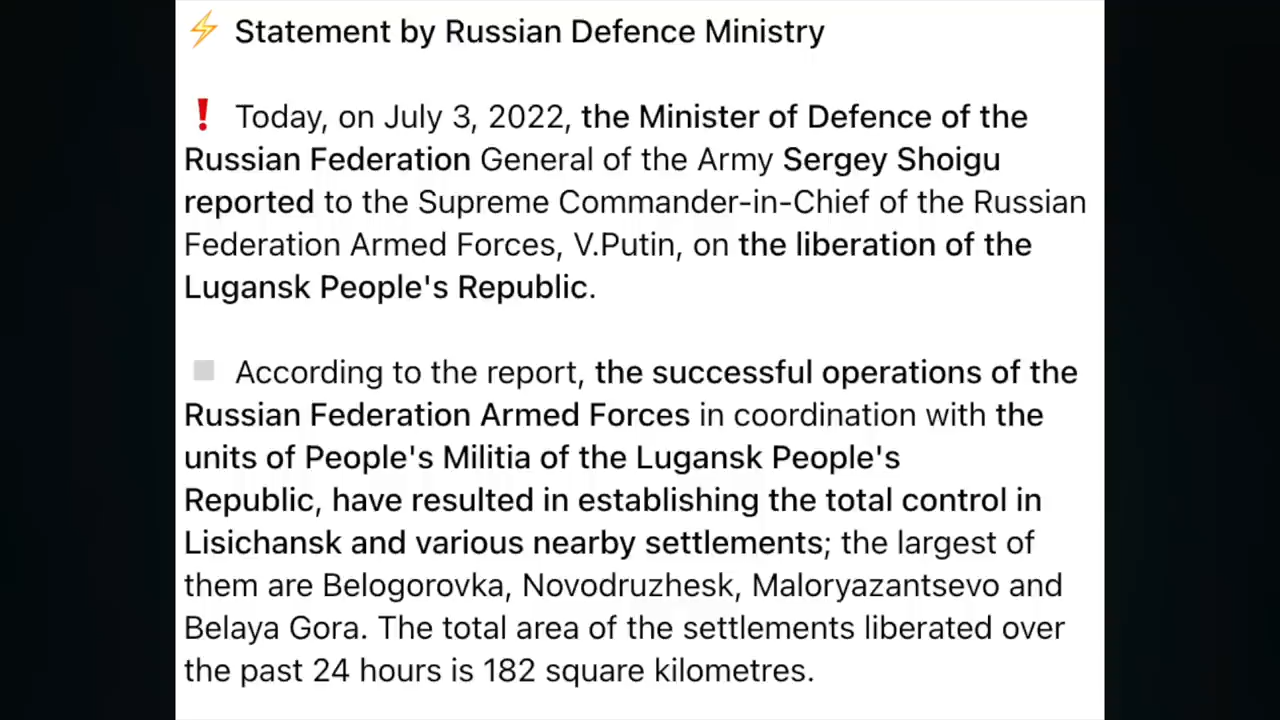 ⚡ Statement by Russian Defence Ministry
❗ Today, on July 3, 2022, the Minister of Defence of the
Russian Federation General of the Army Sergey Shoigu
reported to the Supreme Commander-in-Chief of the Russian
Federation Armed Forces, V.Putin, on the liberation of the
Lugansk People's Republic.
◽ According to the report, the successful operations of the
Russian Federation Armed Forces in coordination with the
units of People's Militia of the Lugansk People's
Republic, have resulted in establishing the total control in
Lisichansk and various nearby settlements; the largest of
them are Belogorovka, Novodruzhesk, Maloryazantsevo and
Belaya Gora. The total area of the settlements liberated over
the past 24 hours is 182 square kilometres.